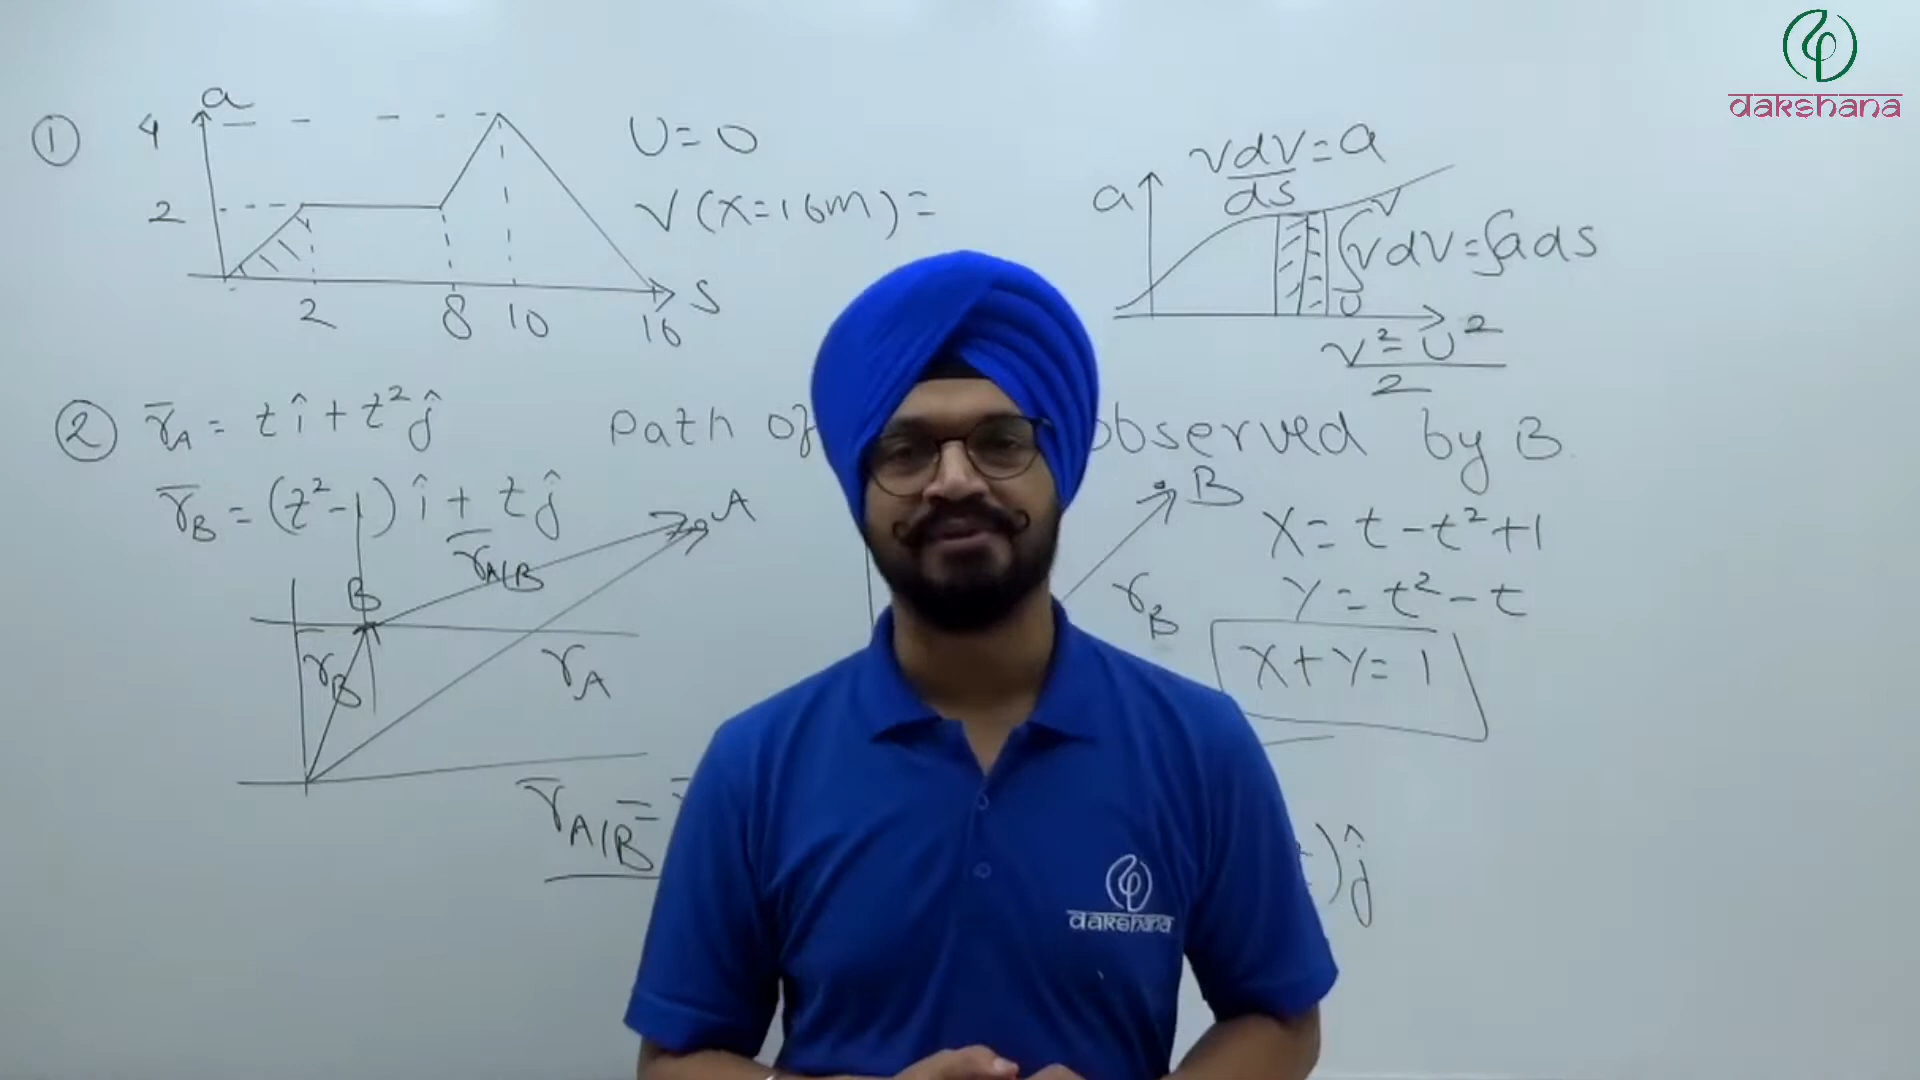 dakshana
① a
4
2
2 8 10 16 S
U = 0
V(x=16m) =
vdv/ds = a
a
∫vdv = ∫ads
v
U
v² = U²
2
② r̄A = t î + t² ĵ
Path of observed by B
r̄B = (t²-1) î + t ĵ
A
r̄A/B
B
rB
rA
B
rB
X = t - t² + 1
Y = t² - t
X + Y = 1
r̄A/B =
) ĵ
dakshana